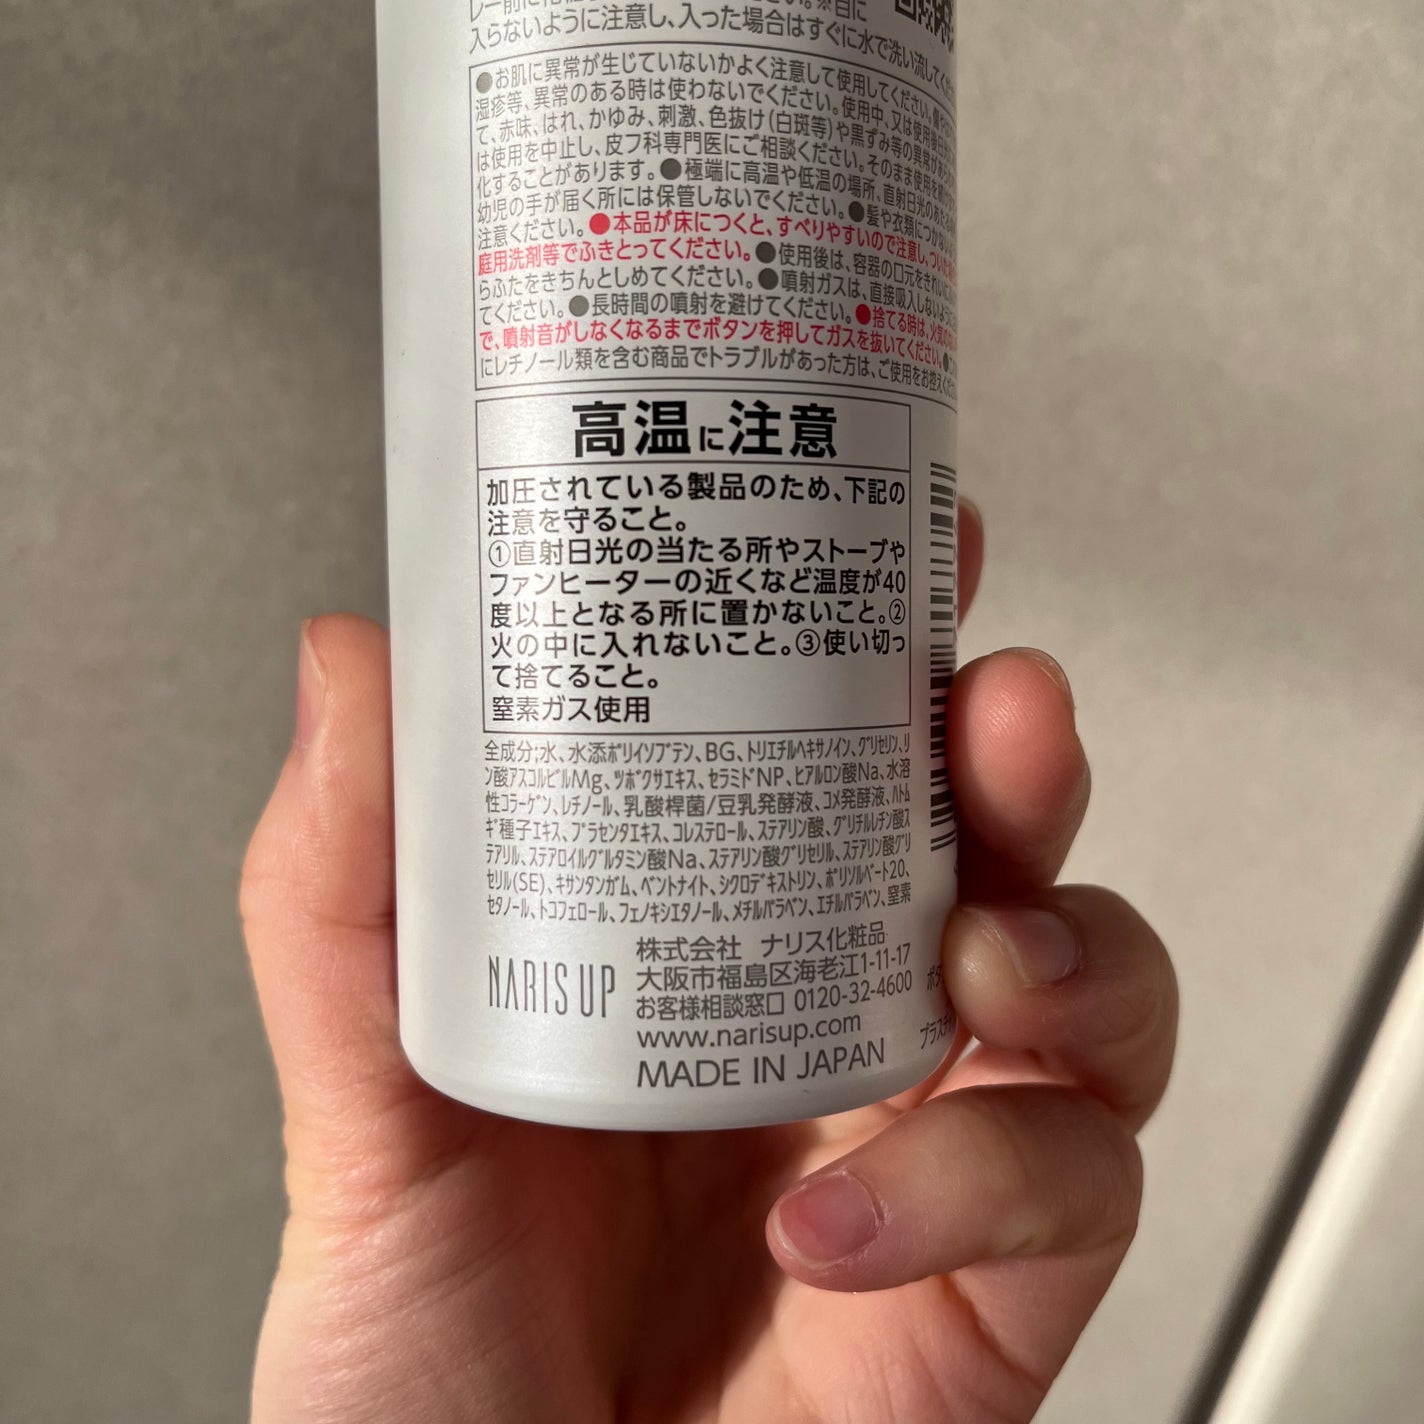 入らないように注意し、入った場合はすぐに水で洗い流してく
●お肌に異常が生じていないかよく注意して使用してください。
湿疹等、異常のある時は使わないでください。使用中、又は使用後
て、赤味、はれ、かゆみ、刺激、色抜け(白斑等)や黒ずみ等の異常が
は使用を中止し、皮フ科専門医にご相談ください。そのまま使用を
化することがあります。●極端に高温や低温の場所、直射日光のあたる
幼児の手が届く所には保管しないでください。●髪や衣類につかない
注意ください。●本品が床につくと、すべりやすいので注意し、ついた
庭用洗剤等でふきとってください。●使用後は、容器の口元をきれいに
らふたをきちんとしめてください。●噴射ガスは、直接吸入しない
てください。●長時間の噴射を避けてください。●捨てる時は、火気の
で、噴射音がしなくなるまでボタンを押してガスを抜いてください。●
にレチノール類を含む商品でトラブルがあった方は、ご使用をお控えくだ
高温に注意
加圧されている製品のため、下記の
注意を守ること。
①直射日光の当たる所やストーブや
ファンヒーターの近くなど温度が40
度以上となる所に置かないこと。②
火の中に入れないこと。③使い切っ
て捨てること。
窒素ガス使用
全成分:水、水添ポリイソブテン、BG、トリエチルヘキサノイン、グリセリン、リ
ン酸アスコルビルMg、ツボクサエキス、セラミドNP、ヒアルロン酸Na、水溶
性コラーゲン、レチノール、乳酸桿菌/豆乳発酵液、コメ発酵液、ハトム
ギ種子エキス、プラセンタエキス、コレステロール、ステアリン酸、グリチルレチン酸ス
テアリル、ステアロイルグルタミン酸Na、ステアリン酸グリセリル、ステアリン酸グリ
セリル(SE)、キサンタンガム、ベントナイト、シクロデキストリン、ポリソルベート20、
セタノール、トコフェロール、フェノキシエタノール、メチルパラベン、エチルパラベン、窒素
NARIS UP
株式会社 ナリス化粧品
大阪市福島区海老江1-11-17
お客様相談窓口 0120-32-4600
www.narisup.com
MADE IN JAPAN